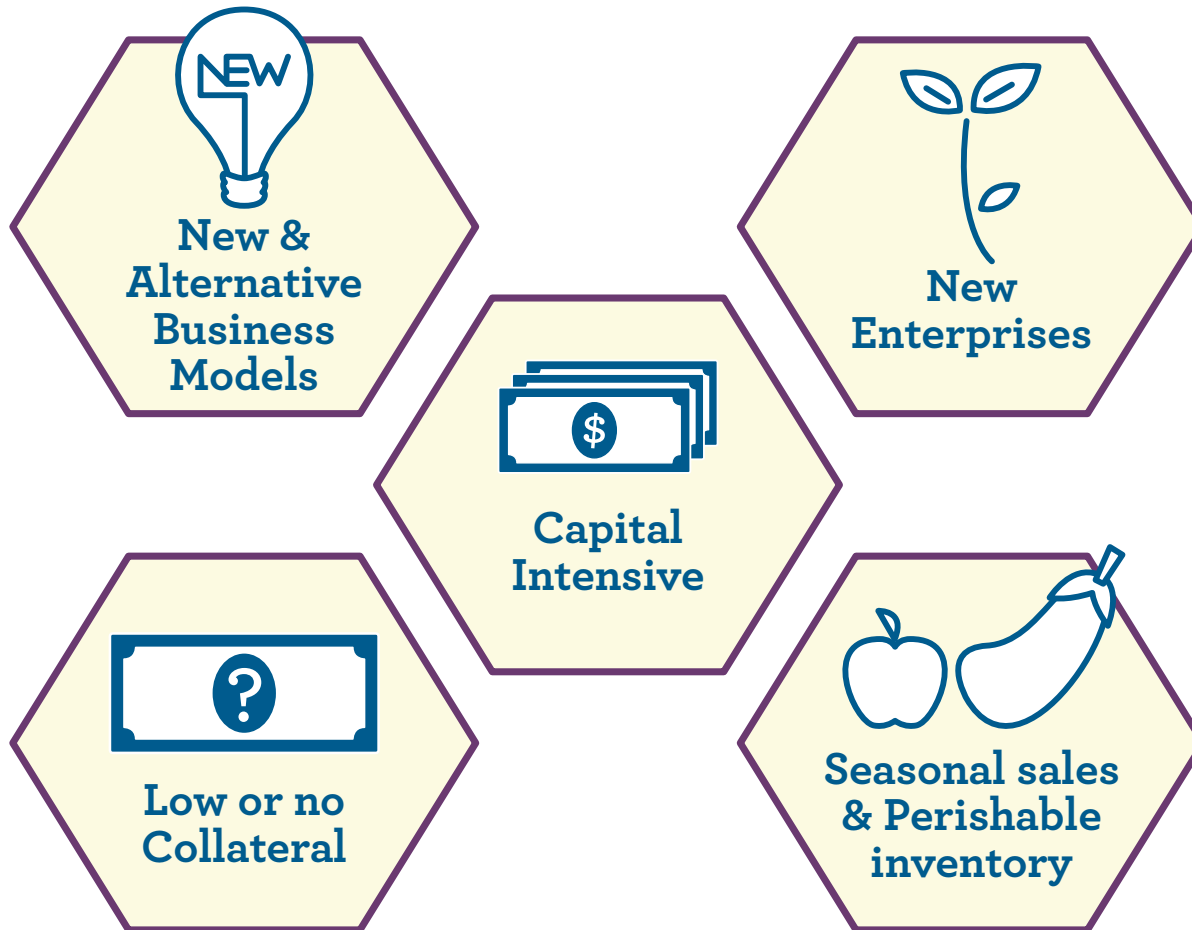 NEW
New &
Alternative
Business
Models
New
Enterprises
$
Capital
Intensive
?
Low or no
Collateral
Seasonal sales
& Perishable
inventory